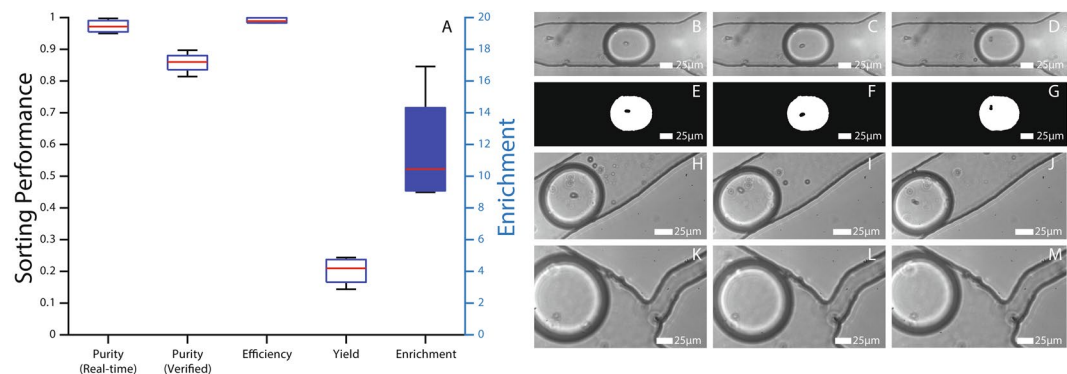 A
Sorting Performance
1
0.9
0.8
0.7
0.6
0.5
0.4
0.3
0.2
0.1
0
20
18
16
14
12
10
8
6
4
2
0
Enrichment
Purity
(Real-time)
Purity
(Verified)
Efficiency
Yield
Enrichment
B
25μm
C
25μm
D
25μm
E
25μm
F
25μm
G
25μm
H
25μm
I
25μm
J
25μm
K
25μm
L
25μm
M
25μm